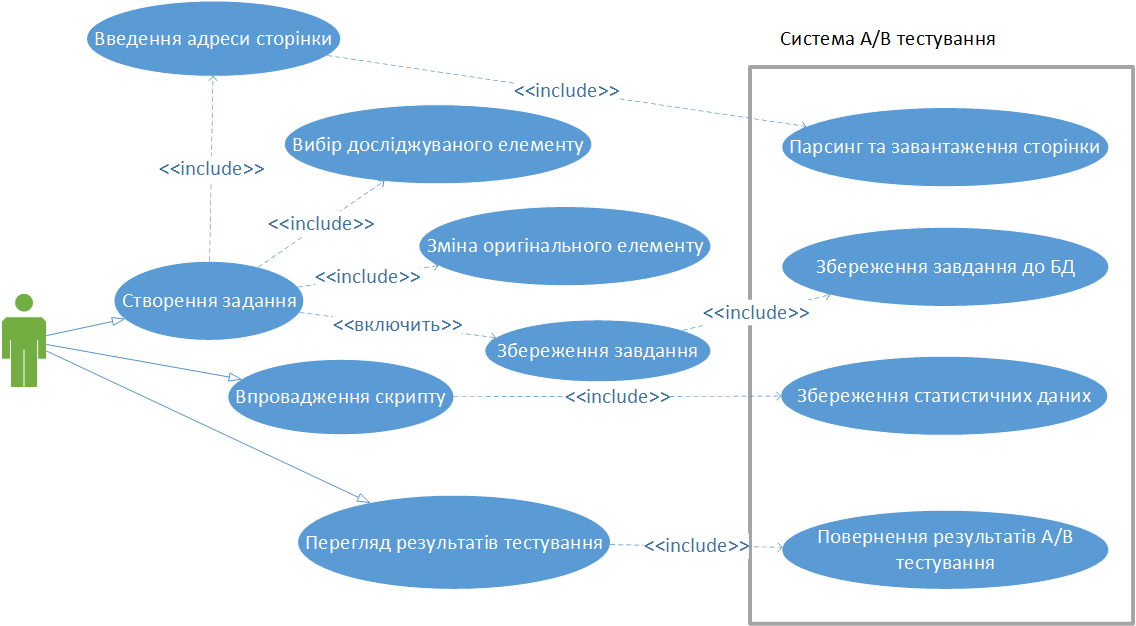 Введення адреси сторінки
Система А/В тестування
<<include>>
Вибір досліджуваного елементу
Парсинг та завантаження сторінки
<<include>>
<<include>>
Зміна оригінального елементу
<<include>>
Збереження завдання до БД
Створення задання
<<include>>
<<включить>>
Збереження завдання
Впровадження скрипту
<<include>>
Збереження статистичних даних
Перегляд результатів тестування
<<include>>
Повернення результатів А/В
тестування